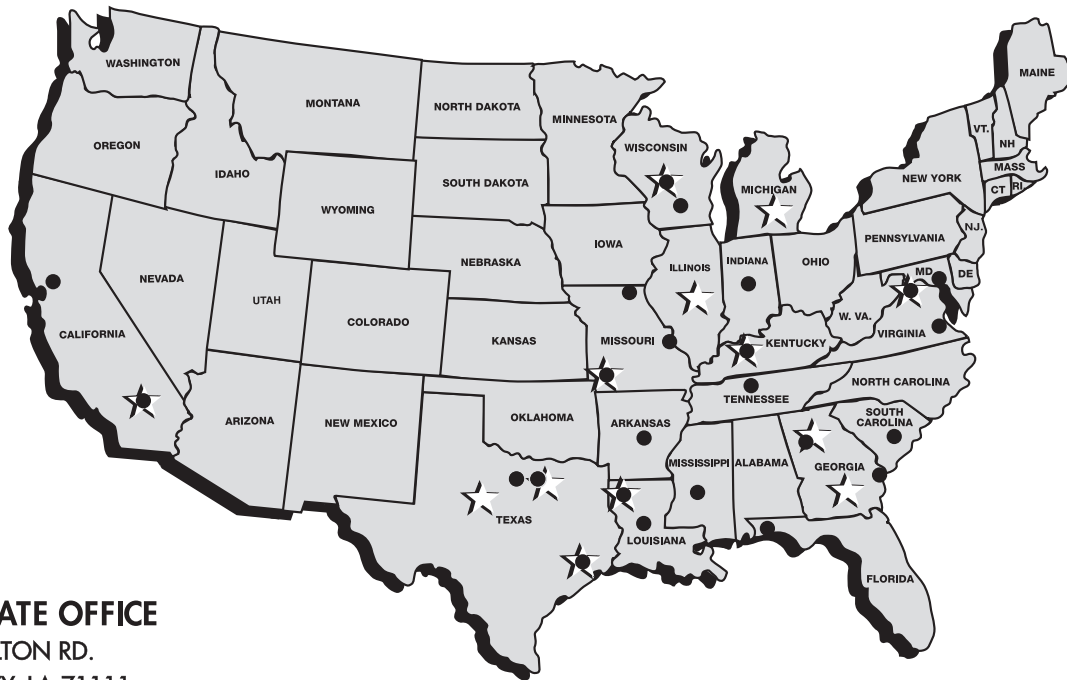 WASHINGTON
MONTANA
NORTH DAKOTA
MINNESOTA
MAINE
OREGON
IDAHO
WYOMING
SOUTH DAKOTA
WISCONSIN
MICHIGAN
NEW YORK
VT.
NH
MASS
CT
RI
NEVADA
UTAH
COLORADO
NEBRASKA
IOWA
ILLINOIS
INDIANA
OHIO
PENNSYLVANIA
NJ.
MD
DE
CALIFORNIA
KANSAS
MISSOURI
KENTUCKY
W. VA.
VIRGINIA
ARIZONA
NEW MEXICO
OKLAHOMA
ARKANSAS
TENNESSEE
NORTH CAROLINA
SOUTH
CAROLINA
TEXAS
LOUISIANA
MISSISSIPPI
ALABAMA
GEORGIA
FLORIDA
ATE OFFICE
TON RD.
LA 71111